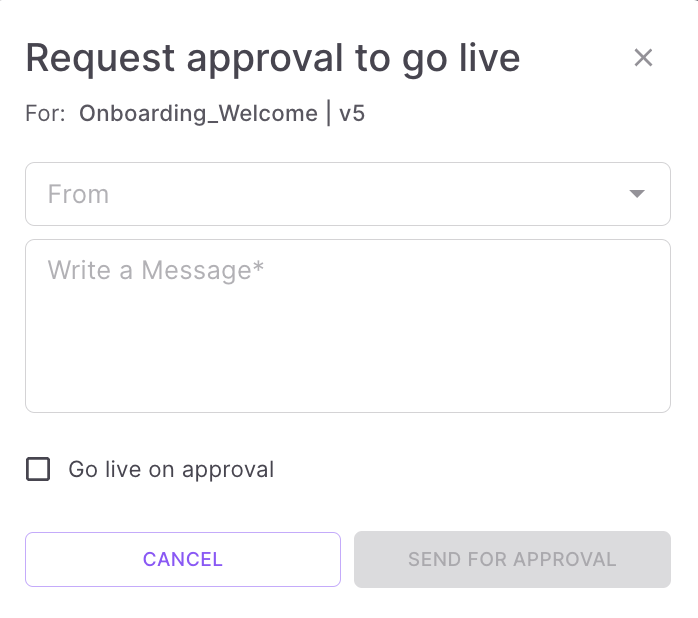 Request approval to go live
For: Onboarding_Welcome | v5
From
Write a Message*
Go live on approval
CANCEL
SEND FOR APPROVAL